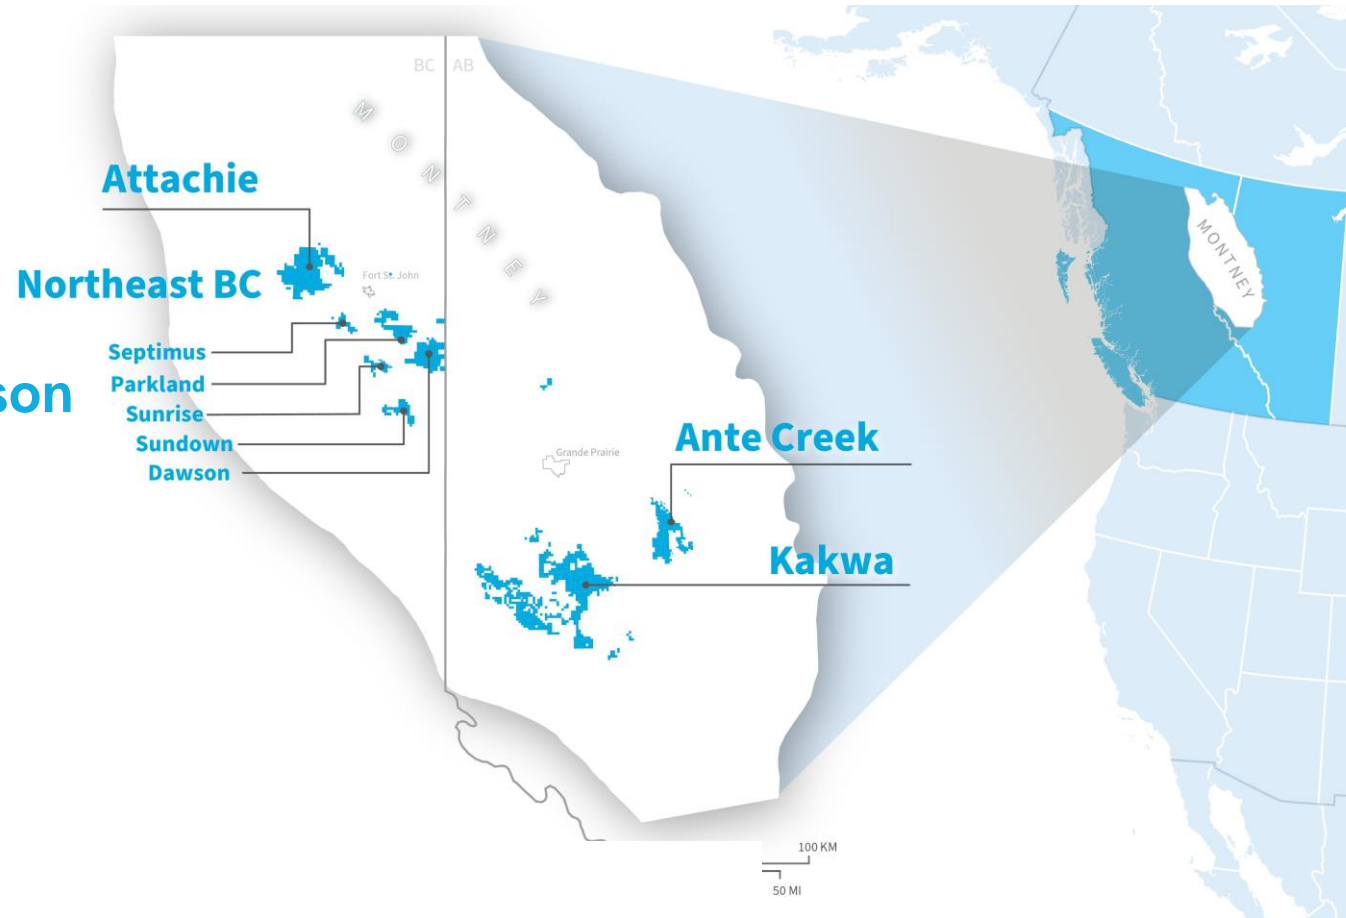 BC AB
MONTNEY
Attachie
Northeast BC
Fort St. John
Septimus
Parkland
son
Sunrise
Sundown
Dawson
Grande Prairie
Ante Creek
Kakwa
MONTNEY
100 KM
50 MI